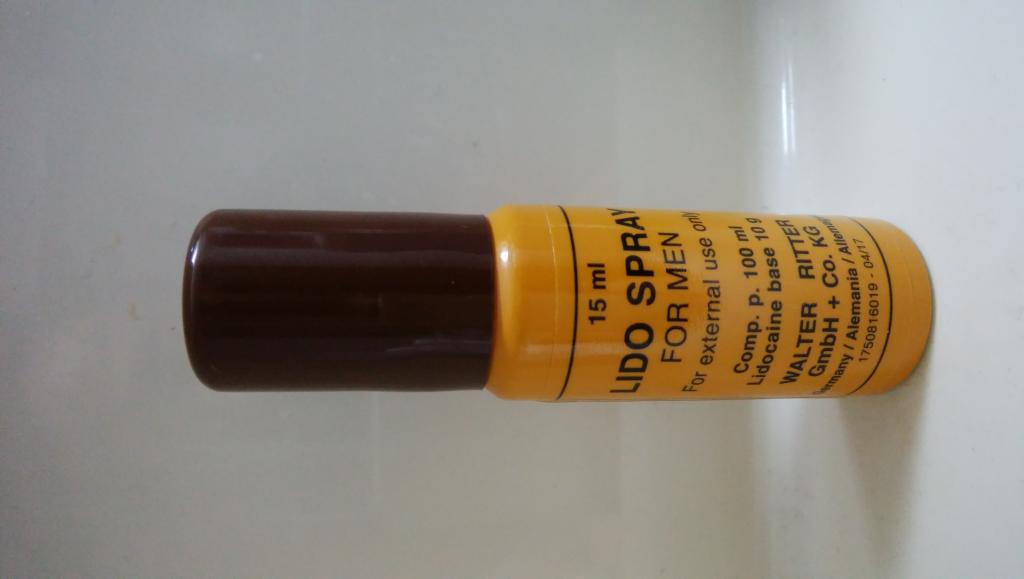 15 ml
LIDO SPRAY
FOR MEN
For external use only
Comp. p. 100 ml
Lidocaine base 10 g
WALTER RITTER
GmbH + Co. KG
Germany / Alemania /
1750816019 - 04/17